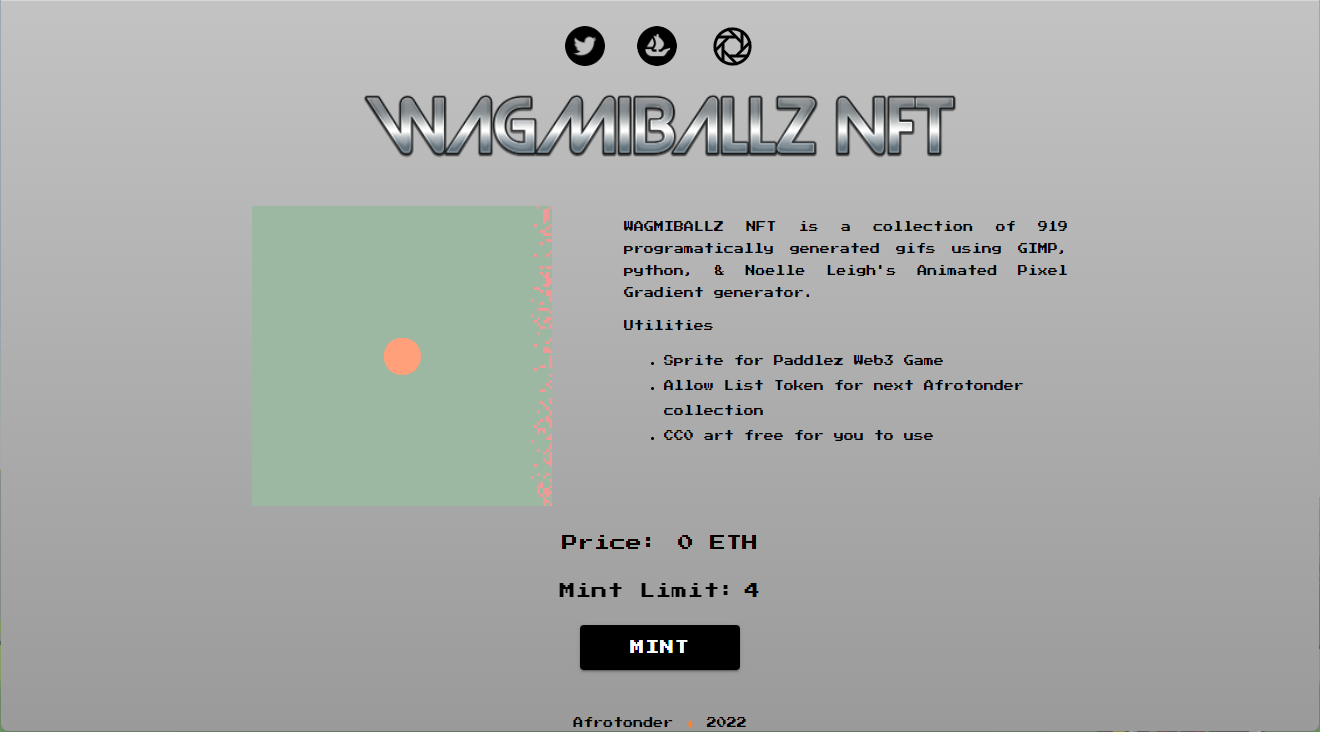 WAGMIBALLZ NFT
WAGMIBALLZ NFT is a collection of 919
programatically generated gifs using GIMP,
python, & Noelle Leigh's Animated Pixel
Gradient generator.
Utilities
. Sprite for Paddlez Web3 Game
. Allow List Token for next Afrotonder
collection
. CC0 art free for you to use
Price: 0 ETH
Mint Limit: 4
MINT
Afrotonder 2022